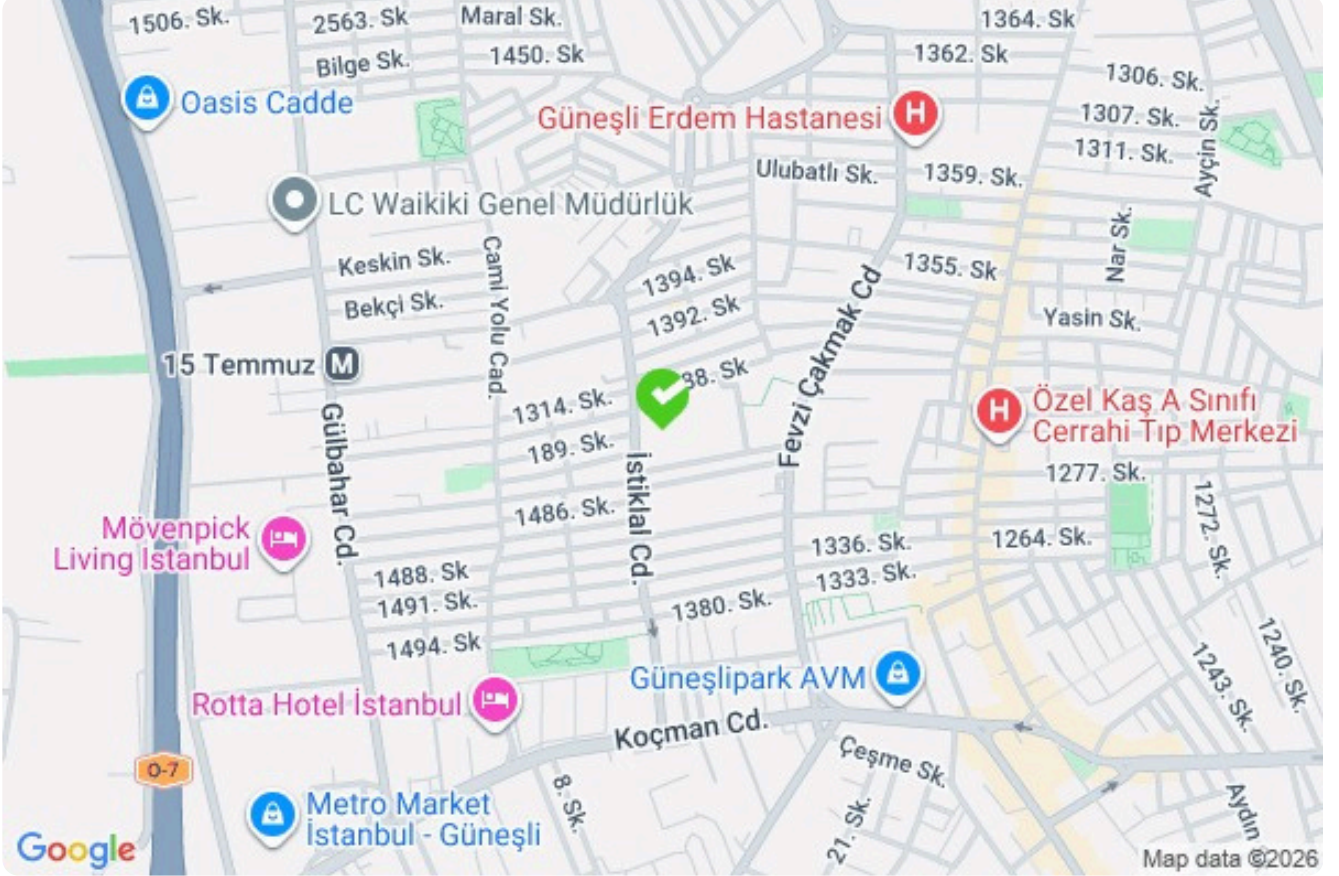 1506. Sk.
2563. Sk.
Maral Sk.
1364. Sk
Bilge Sk.
1450. Sk
1362. Sk
1306. Sk.
Oasis Cadde
Güneşli Erdem Hastanesi
H
1307. Sk.
1311. Sk.
Ayçin Sk.
Ulubatlı Sk.
1359. Sk.
LC Waikiki Genel Müdürlük
Nar Sk.
Keskin Sk.
Cami Yolu Cad.
1394. Sk
1355. Sk
Bekçi Sk.
1392. Sk
Yasin Sk.
15 Temmuz
M
38. Sk
Fevzi Çakmak Cd
1314. Sk.
H
Özel Kaş A Sınıfı
Cerrahi Tıp Merkezi
189. Sk.
Gülbahar Cd.
İstiklal Cd.
1277. Sk.
1272. Sk.
1486. Sk.
Mövenpick
Living Istanbul
1336. Sk.
1264. Sk.
1488. Sk
1333. Sk.
1491. Sk.
1380. Sk.
1494. Sk
1240. Sk.
1243. Sk.
Güneşlipark AVM
Rotta Hotel İstanbul
Koçman Cd.
Çeşme Sk.
O-7
8. Sk.
21. Sk.
Aydın
Metro Market
İstanbul - Güneşli
Google
Map data ©2026